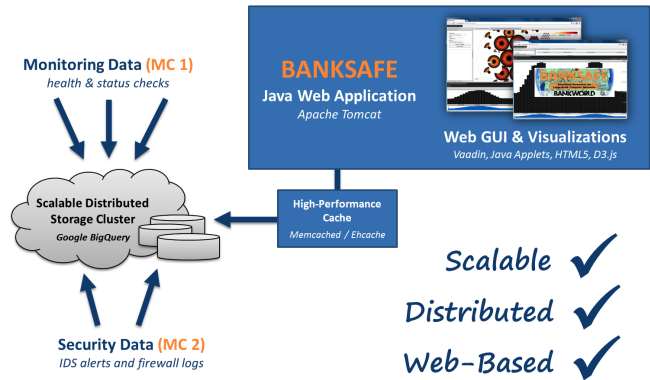 Monitoring Data (MC 1)
health & status checks
BANKSAFE
Java Web Application
Apache Tomcat
BANKSAFE
BANKWORLD
Web GUI & Visualizations
Vaadin, Java Applets, HTML5, D3.js
Scalable Distributed
Storage Cluster
Google BigQuery
High-Performance
Cache
Memcached / Ehcache
Scalable
Distributed
Web-Based
Security Data (MC 2)
IDS alerts and firewall logs